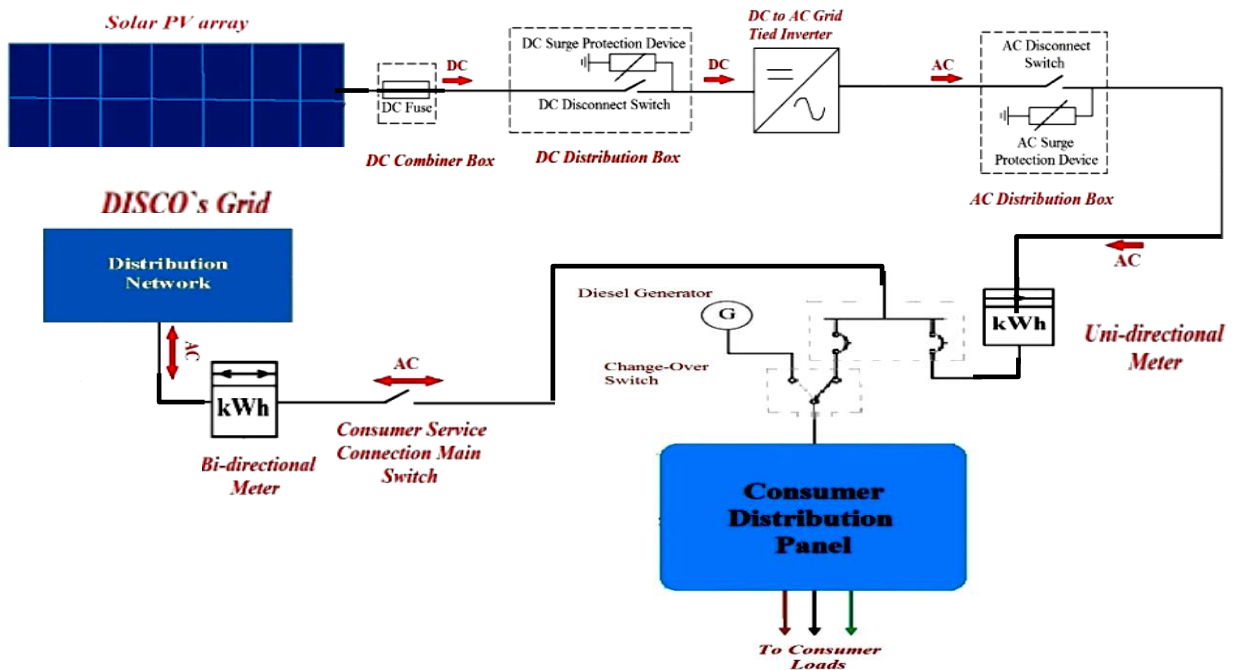 Solar PV array
DC to AC Grid
Tied Inverter
DC Surge Protection Device
AC Disconnect
Switch
DC
DC
AC
DC Fuse
DC Disconnect Switch
AC Surge
Protection Device
DC Combiner Box
DC Distribution Box
AC Distribution Box
DISCO`s Grid
Distribution
Network
AC
Diesel Generator
G
kWh
Uni-directional
Meter
AC
AC
Change-Over
Switch
kWh
Consumer Service
Connection Main
Switch
Bi-directional
Meter
Consumer
Distribution
Panel
To Consumer
Loads